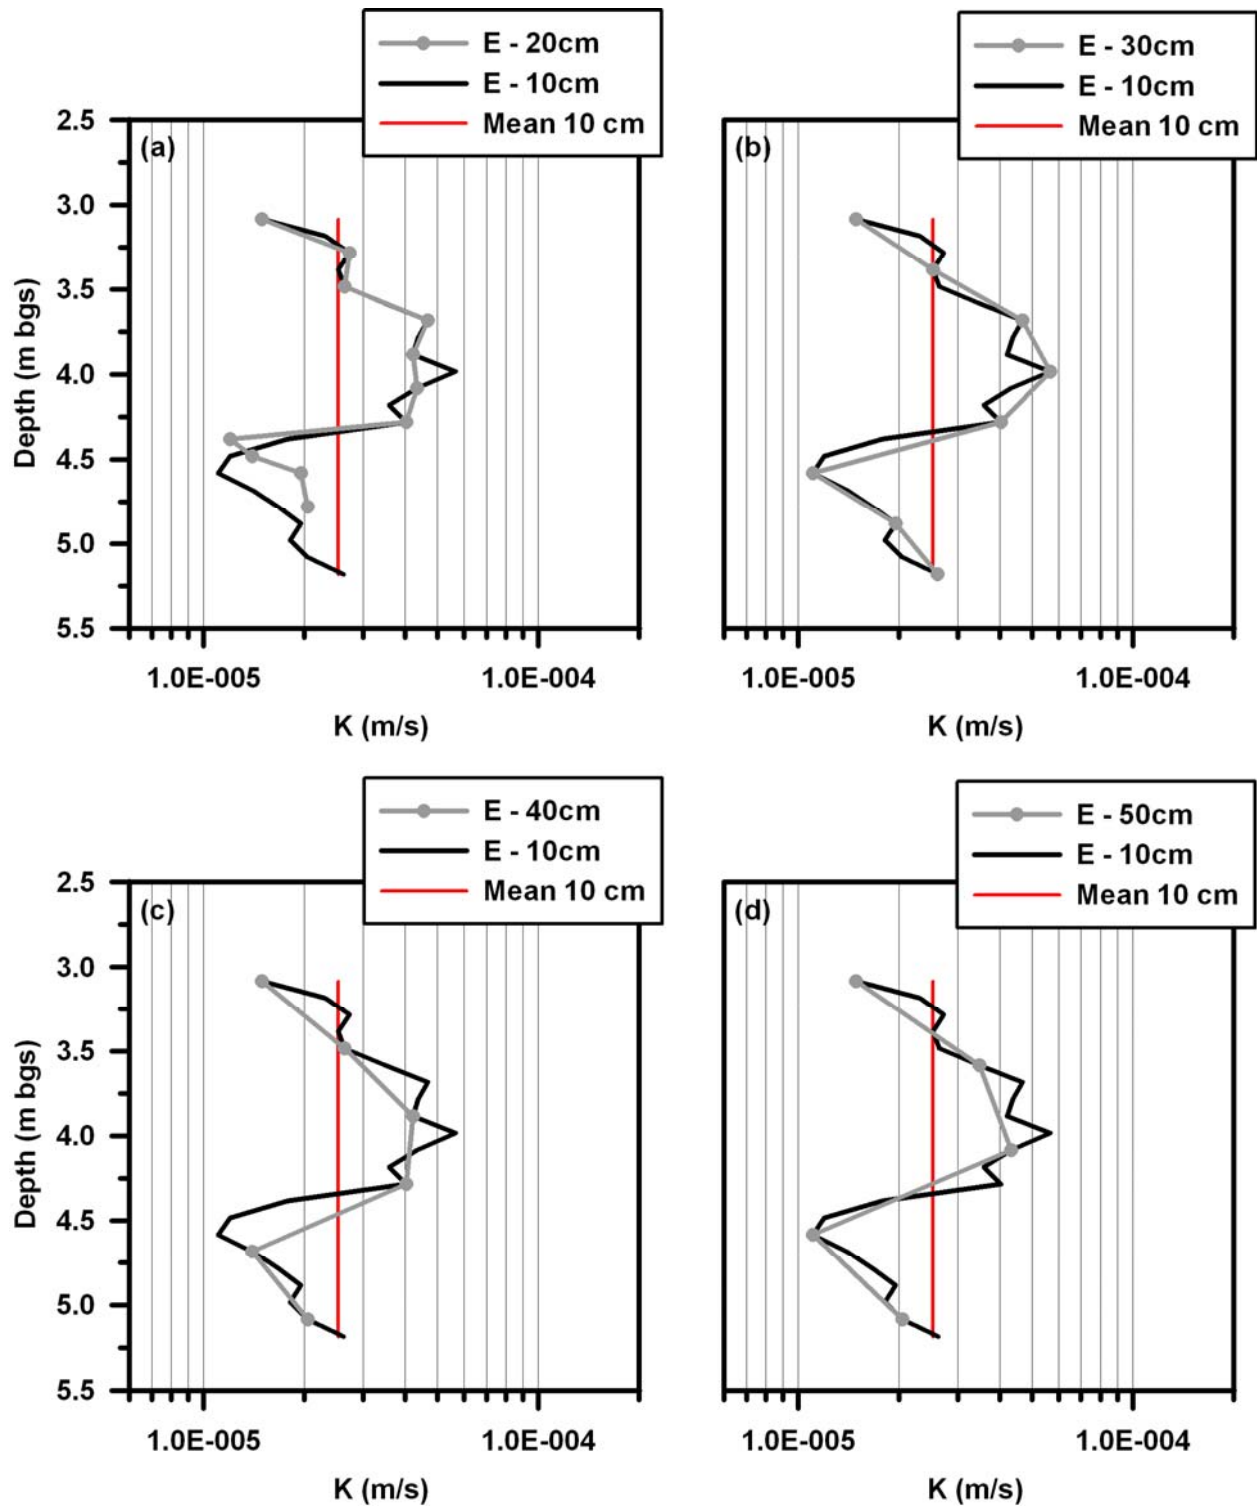 E - 20cm
E - 10cm
Mean 10 cm
(a)
2.5
3.0
3.5
4.0
4.5
5.0
5.5
Depth (m bgs)
1.0E-005
1.0E-004
K (m/s)
E - 30cm
E - 10cm
Mean 10 cm
(b)
1.0E-005
1.0E-004
K (m/s)
E - 40cm
E - 10cm
Mean 10 cm
(c)
2.5
3.0
3.5
4.0
4.5
5.0
5.5
Depth (m bgs)
1.0E-005
1.0E-004
K (m/s)
E - 50cm
E - 10cm
Mean 10 cm
(d)
1.0E-005
1.0E-004
K (m/s)